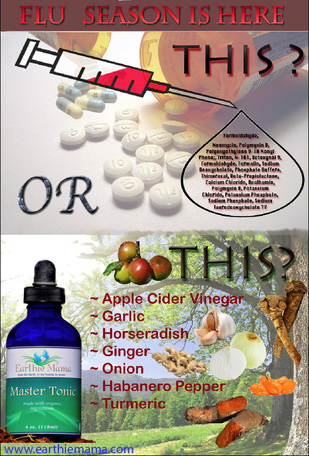 FLU SEASON IS HERE
THIS?
Formaldehyde,
Neomycin, Polymyxin B,
Polyoxyethylene 9-10 Nonyl
Phenol, Triton, N-101, Octoxynol 9,
Formaldehyde, Formalin, Sodium
Deoxycholate, Phosphate Buffers,
Thimerosal, Beta-Propiolactone,
Calcium Chloride, Neomycin,
Polymyxin B, Potassium
Chloride, Potassium Phosphate,
Sodium Phosphate, Sodium
Taurodeoxycholate
OR
THIS?
~ Apple Cider Vinegar
~ Garlic
~ Horseradish
~ Ginger
~ Onion
~ Habanero Pepper
~ Turmeric
Earthie Mama
Master Tonic
made with organic
ingredients
4 oz. (118ml)
www.earthiemama.com